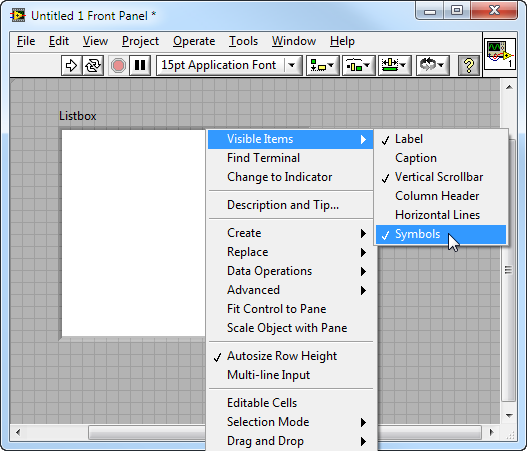 Untitled 1 Front Panel *
File Edit View Project Operate Tools Window Help
15pt Application Font
1
Listbox
Visible Items
Find Terminal
Change to Indicator
Description and Tip...
Create
Replace
Data Operations
Advanced
Fit Control to Pane
Scale Object with Pane
Autosize Row Height
Multi-line Input
Editable Cells
Selection Mode
Drag and Drop
Label
Caption
Vertical Scrollbar
Column Header
Horizontal Lines
Symbols